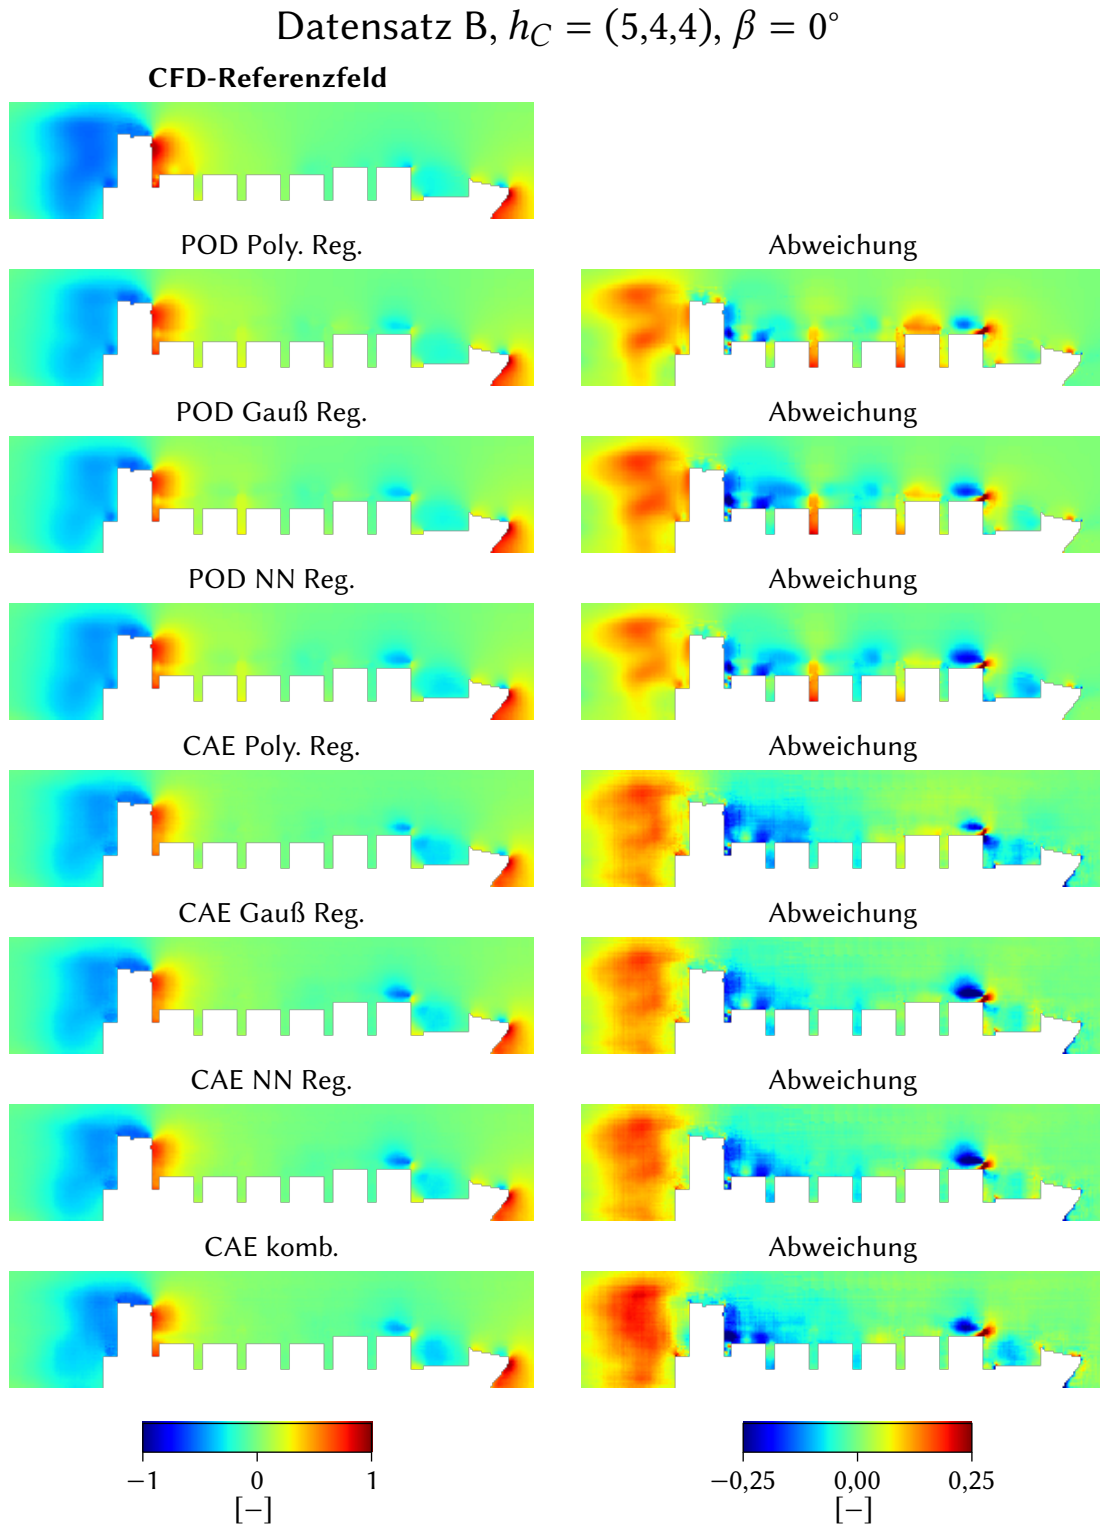 Datensatz B, h_C = (5,4,4), β = 0°
CFD-Referenzfeld
POD Poly. Reg. Abweichung
POD Gauß Reg. Abweichung
POD NN Reg. Abweichung
CAE Poly. Reg. Abweichung
CAE Gauß Reg. Abweichung
CAE NN Reg. Abweichung
CAE komb. Abweichung
−1 0 1 −0,25 0,00 0,25
[−] [−]